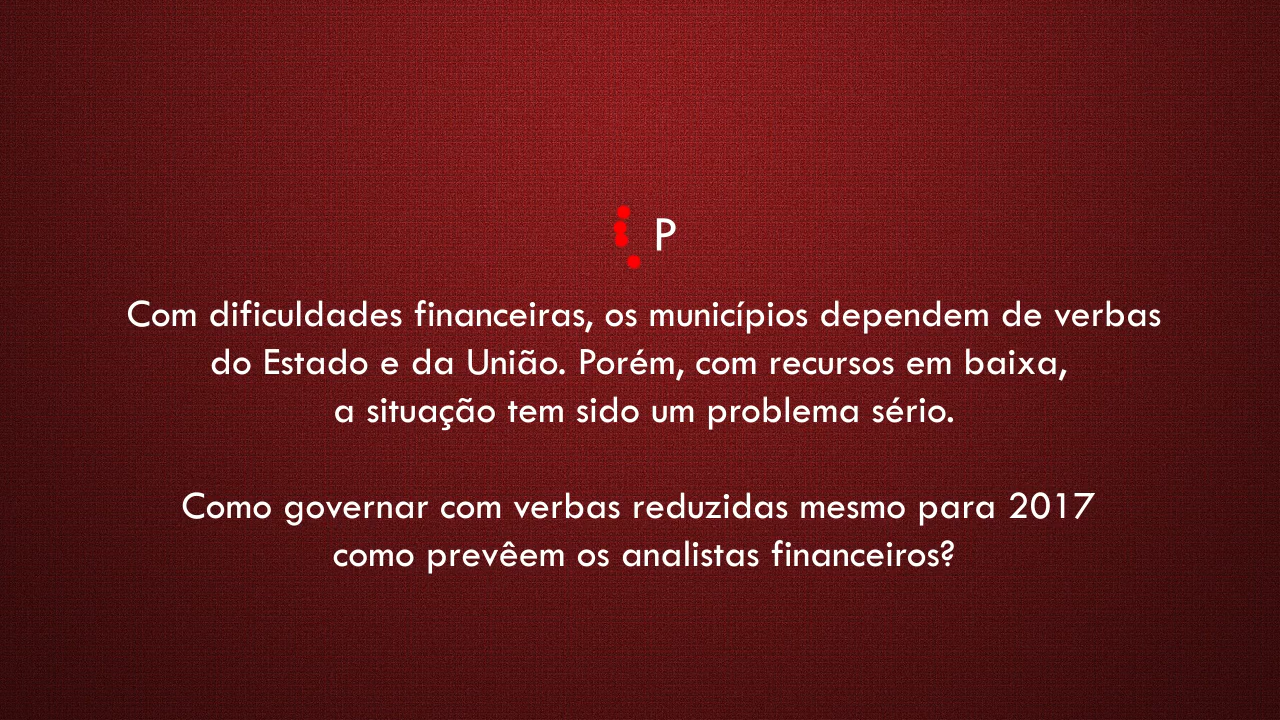 P
Com dificuldades financeiras, os municípios dependem de verbas
do Estado e da União. Porém, com recursos em baixa,
a situação tem sido um problema sério.
Como governar com verbas reduzidas mesmo para 2017
como prevêem os analistas financeiros?